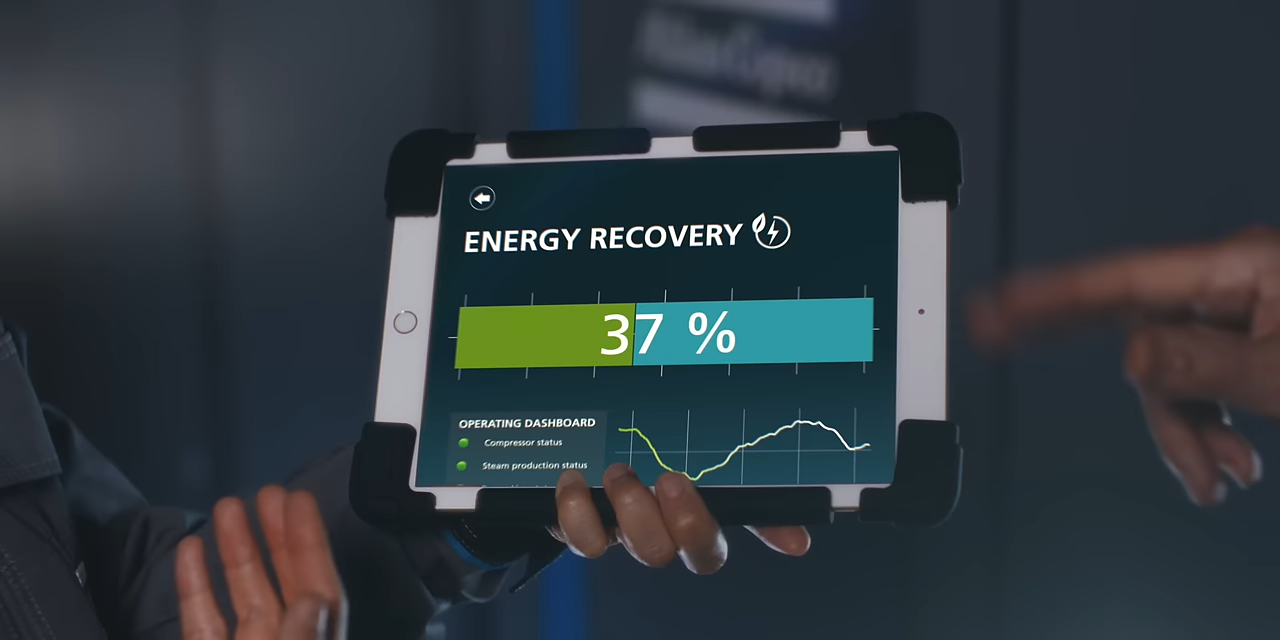 ENERGY RECOVERY
37 %
OPERATING DASHBOARD
Compressor status
Steam production status